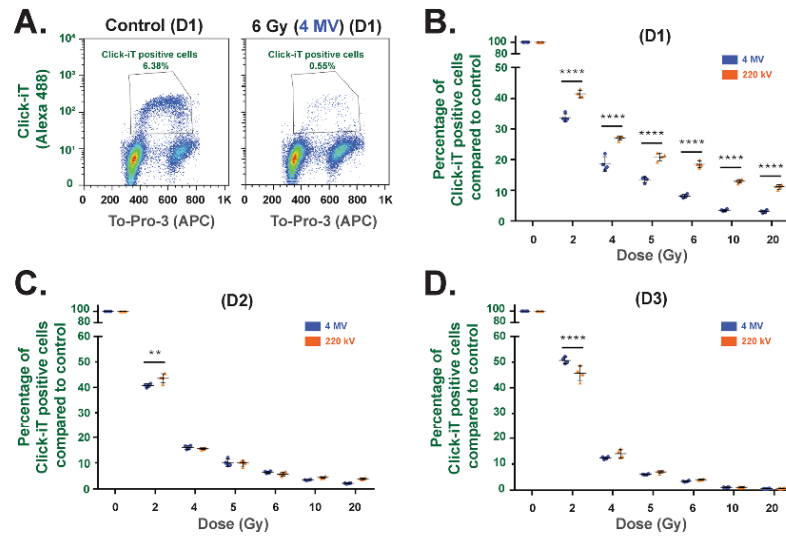 A.
Control (D1)
6 Gy (4 MV) (D1)
Click-iT
(Alexa 488)
10⁴
10³
10²
10¹
0
Click-iT positive cells
6.38%
Click-iT positive cells
0.55%
0 200 400 600 800 1K
0 200 400 600 800 1K
To-Pro-3 (APC)
To-Pro-3 (APC)
B.
(D1)
Percentage of
Click-iT positive cells
compared to control
100
80
50
40
30
20
10
0
4 MV
220 kV
****
****
****
****
****
****
0 2 4 5 6 10 20
Dose (Gy)
C.
(D2)
Percentage of
Click-iT positive cells
compared to control
100
80
60
50
40
30
20
10
0
4 MV
220 kV
**
0 2 4 5 6 10 20
Dose (Gy)
D.
(D3)
Percentage of
Click-iT positive cells
compared to control
100
80
60
50
40
30
20
10
0
4 MV
220 kV
****
0 2 4 5 6 10 20
Dose (Gy)